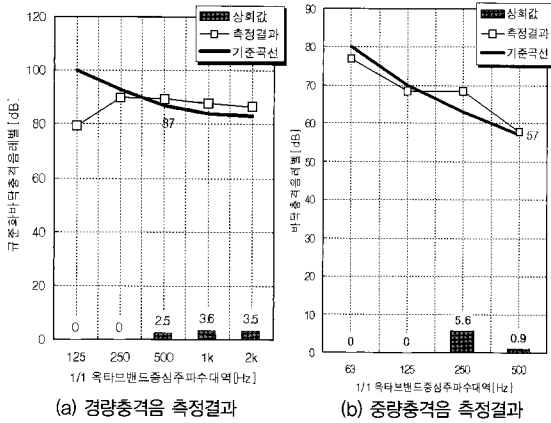 상회값
측정결과
기준곡선
120
100
80
60
40
20
0
규준화바닥충격음레벨[dB]
87
0 0 2.5 3.6 3.5
125 250 500 1k 2k
1/1 옥타브밴드중심주파수대역[Hz]
(a) 경량충격음 측정결과
상회값
측정결과
기준곡선
90
80
70
60
50
40
30
20
10
0
바닥충격음레벨[dB]
57
0 0 5.6 0.9
63 125 250 500
1/1 옥타브밴드중심주파수대역[Hz]
(b) 중량충격음 측정결과